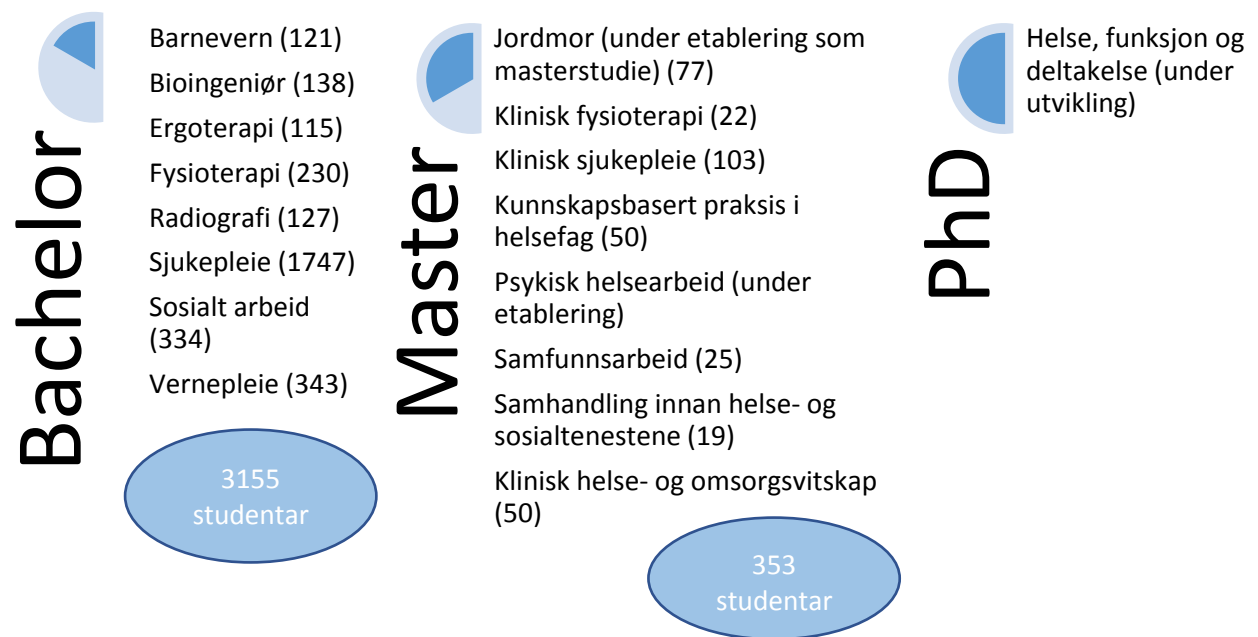 Bachelor
Barnevern (121)
Bioingeniør (138)
Ergoterapi (115)
Fysioterapi (230)
Radiografi (127)
Sjukepleie (1747)
Sosialt arbeid
(334)
Vernepleie (343)
3155
studentar
Master
Jordmor (under etablering som
masterstudie) (77)
Klinisk fysioterapi (22)
Klinisk sjukepleie (103)
Kunnskapsbasert praksis i
helsefag (50)
Psykisk helsearbeid (under
etablering)
Samfunnsarbeid (25)
Samhandling innan helse- og
sosialtenestene (19)
Klinisk helse- og omsorgsvitskap
(50)
353
studentar
PhD
Helse, funksjon og
deltakelse (under
utvikling)